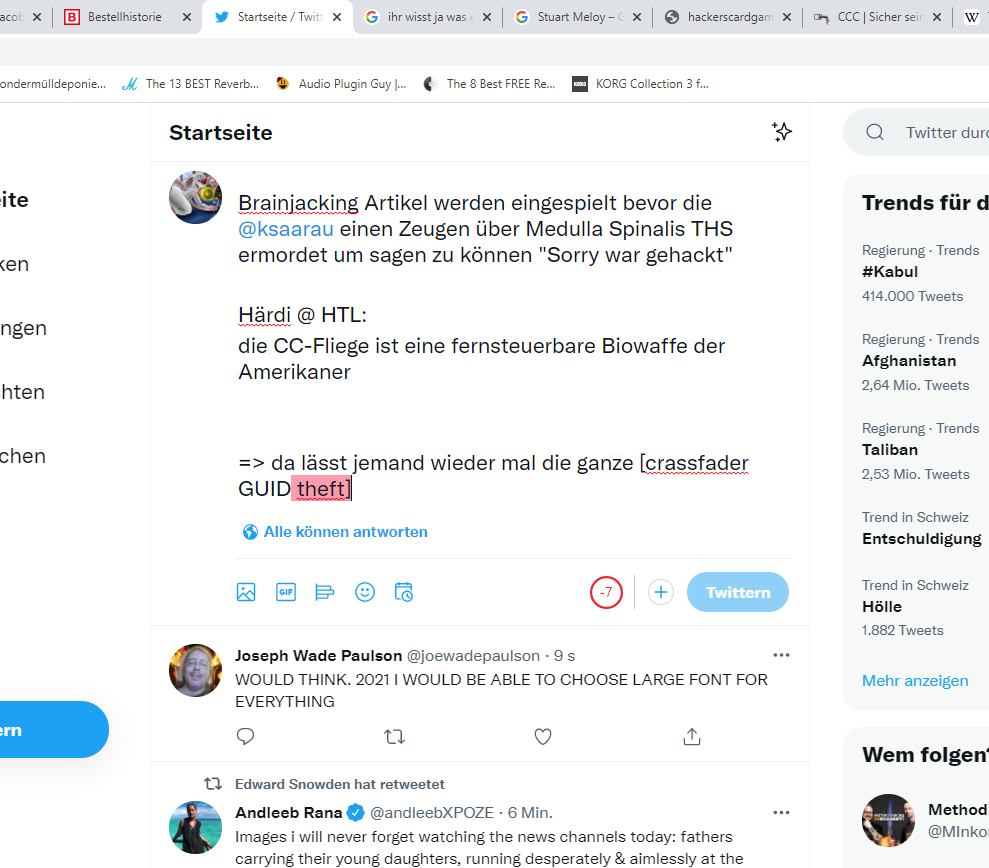 acob
Bestellhistorie
Startseite / Twitt
ihr wisst ja was
Stuart Meloy –
hackerscardgam
CCC | Sicher sein
W
ondermülldeponie...
The 13 BEST Reverb...
Audio Plugin Guy |...
The 8 Best FREE Re...
KORG
KORG Collection 3 f...
ite
ken
ngen
chten
chen
ern
Startseite
Brainjacking Artikel werden eingespielt bevor die
@ksaarau einen Zeugen über Medulla Spinalis THS
ermordet um sagen zu können "Sorry war gehackt"
Härdi @ HTL:
die CC-Fliege ist eine fernsteuerbare Biowaffe der
Amerikaner
=> da lässt jemand wieder mal die ganze [crassfader
GUID theft]
Alle können antworten
GIF
-7
Twittern
Joseph Wade Paulson @joewadepaulson · 9 s
WOULD THINK. 2021 I WOULD BE ABLE TO CHOOSE LARGE FONT FOR
EVERYTHING
Edward Snowden hat retweetet
Andleeb Rana @andleebXPOZE · 6 Min.
Images i will never forget watching the news channels today: fathers
carrying their young daughters, running desperately & aimlessly at the
Twitter durc
Trends für d
Regierung · Trends
#Kabul
414.000 Tweets
Regierung · Trends
Afghanistan
2,64 Mio. Tweets
Regierung · Trends
Taliban
2,53 Mio. Tweets
Trend in Schweiz
Entschuldigung
Trend in Schweiz
Hölle
1.882 Tweets
Mehr anzeigen
Wem folgen?
Methodi
@MInko